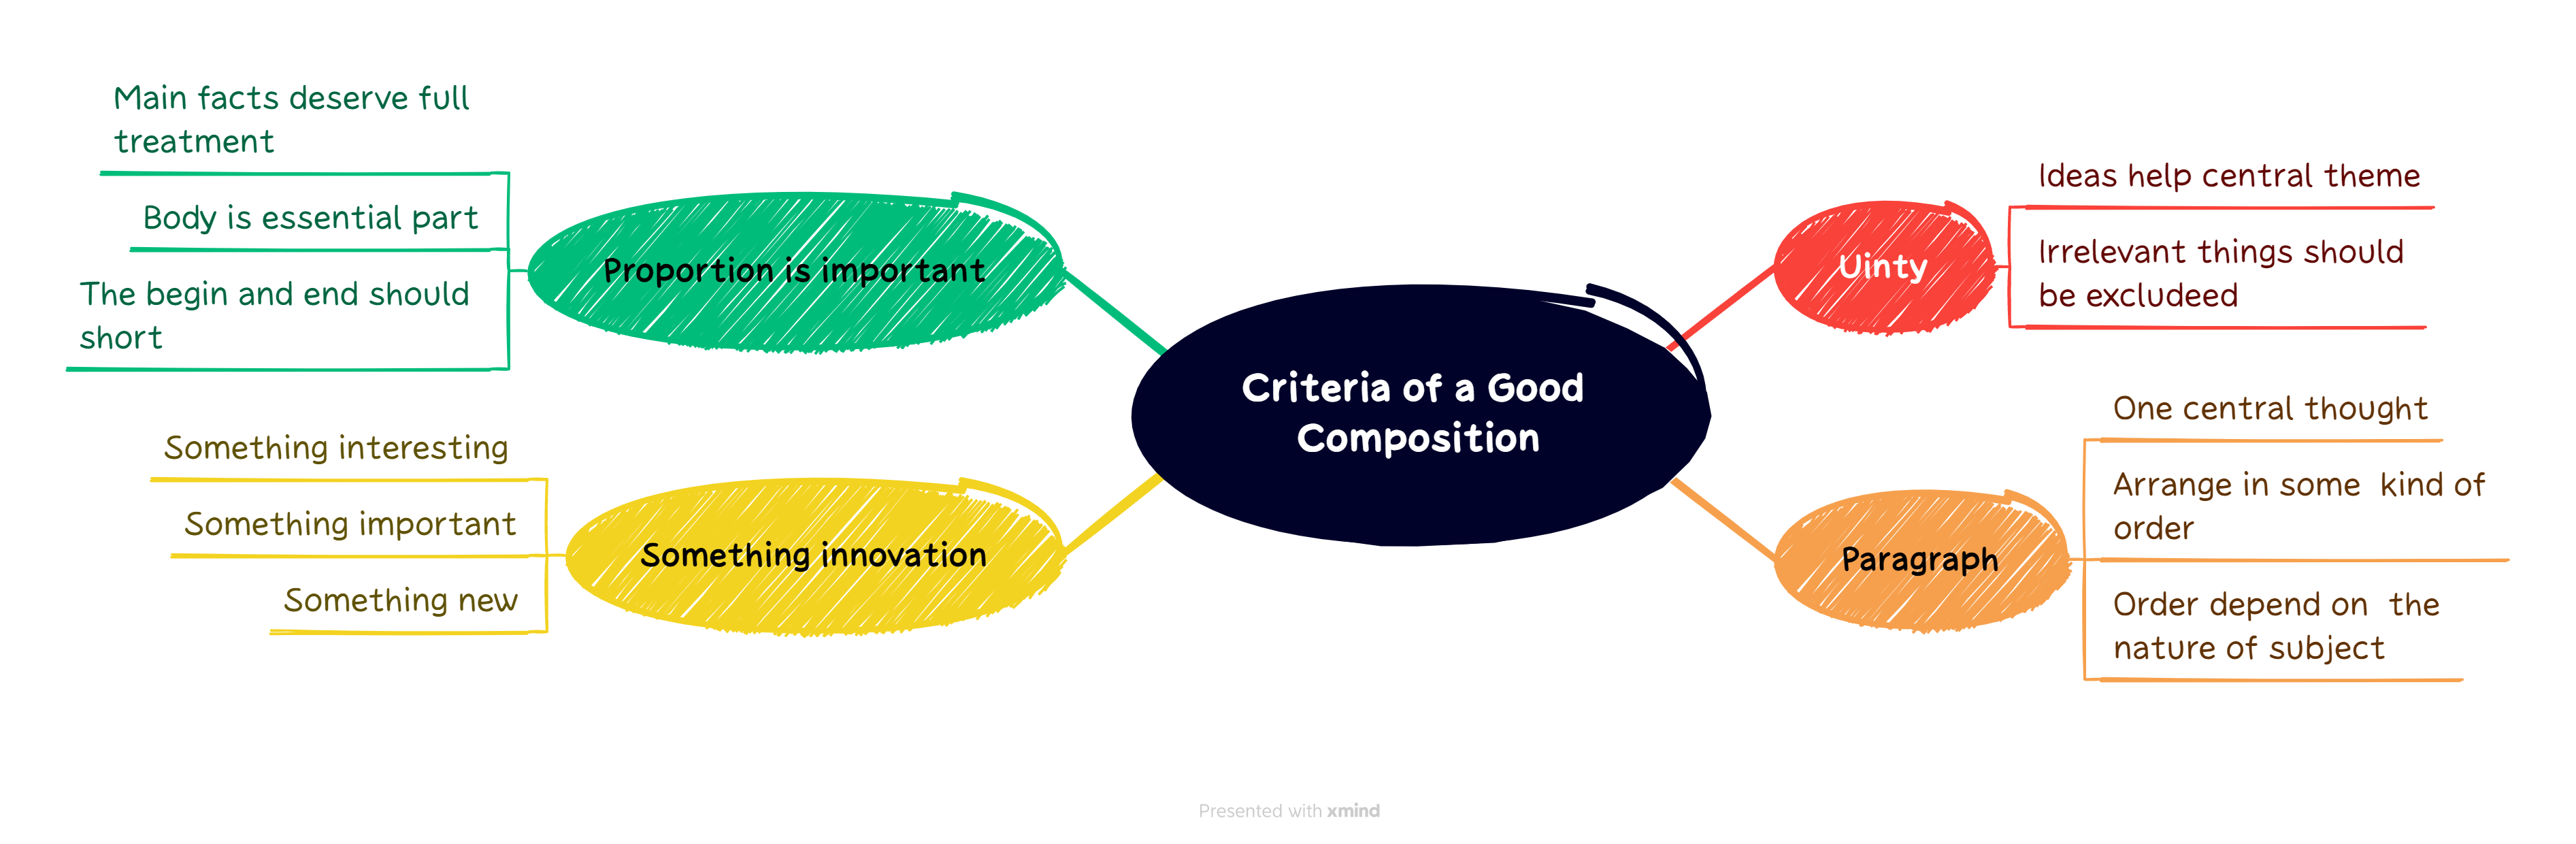 Criteria of a Good
Composition
Uinty
Ideas help central theme
Irrelevant things should
be excludeed
Paragraph
One central thought
Arrange in some  kind of
order
Order depend on  the
nature of subject
Proportion is important
Main facts deserve full
treatment
Body is essential part
The begin and end should
short
Something innovation
Something interesting
Something important
Something new
Presented with xmind